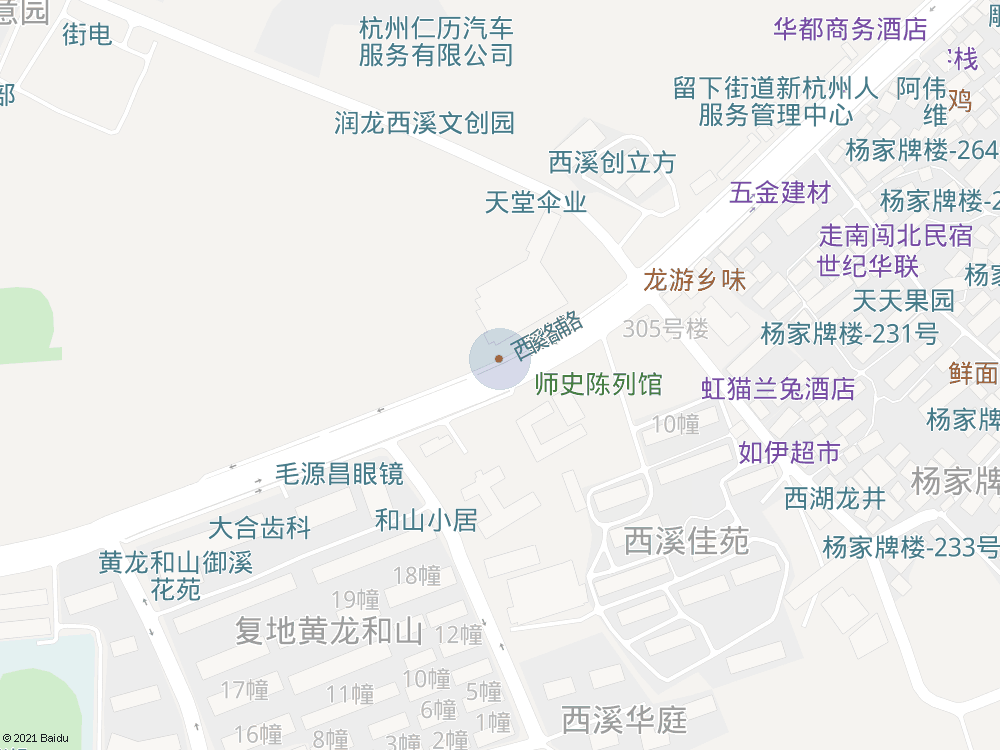 意园
街电
部
杭州仁历汽车
服务有限公司
华都商务酒店
栈
留下街道新杭州人
服务管理中心
阿伟
维
鸡
润龙西溪文创园
西溪创立方
杨家牌楼-264
天堂伞业
五金建材
杨家牌楼-2
走南闯北民宿
世纪华联
龙游乡味
杨家
天天果园
305号楼
杨家牌楼-231号
西溪路
师史陈列馆
虹猫兰兔酒店
鲜面
10幢
杨家牌
如伊超市
毛源昌眼镜
杨家牌
西湖龙井
大合齿科
和山小居
西溪佳苑
杨家牌楼-233号
黄龙和山御溪
花苑
18幢
19幢
复地黄龙和山
12幢
17幢
11幢
10幢
5幢
6幢
1幢
西溪华庭
16幢
8幢
3幢
2幢
© 2021 Baidu